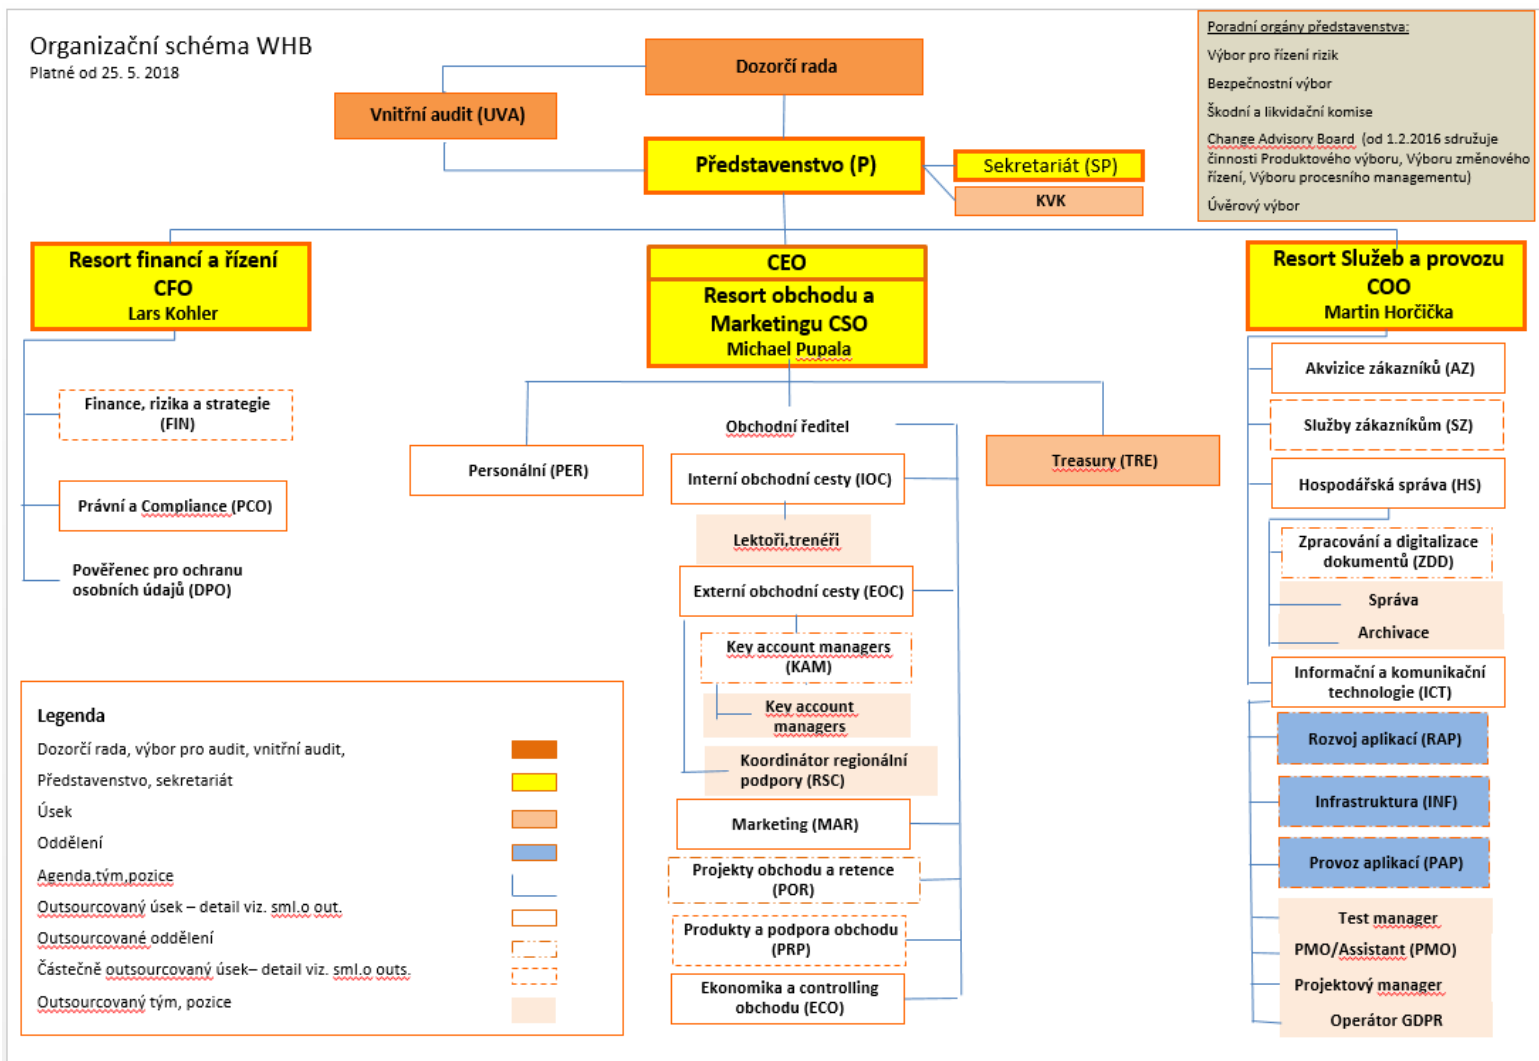 Organizační schéma WHB
Platné od 25. 5. 2018
Dozorčí rada
Vnitřní audit (UVA)
Představenstvo (P)
Sekretariát (SP)
KVK
Poradní orgány představenstva:
Výbor pro řízení rizik
Bezpečnostní výbor
Škodní a likvidační komise
Change Advisory Board (od 1.2.2016 sdružuje
činnosti Produktového výboru, Výboru změnového
řízení, Výboru procesního managementu)
Úvěrový výbor
Resort financí a řízení
CFO
Lars Kohler
Finance, rizika a strategie
(FIN)
Právní a Compliance (PCO)
Pověřenec pro ochranu
osobních údajů (DPO)
CEO
Resort obchodu a
Marketingu CSO
Michael Pupala
Personální (PER)
Obchodní ředitel
Interní obchodní cesty (IOC)
Lektoři,trenéři
Externí obchodní cesty (EOC)
Key account managers
(KAM)
Key account
managers
Koordinátor regionální
podpory (RSC)
Marketing (MAR)
Projekty obchodu a retence
(POR)
Produkty a podpora obchodu
(PRP)
Ekonomika a controlling
obchodu (ECO)
Treasury (TRE)
Resort Služeb a provozu
COO
Martin Horčička
Akvizice zákazníků (AZ)
Služby zákazníkům (SZ)
Hospodářská správa (HS)
Zpracování a digitalizace
dokumentů (ZDD)
Správa
Archivace
Informační a komunikační
technologie (ICT)
Rozvoj aplikací (RAP)
Infrastruktura (INF)
Provoz aplikací (PAP)
Test manager
PMO/Assistant (PMO)
Projektový manager
Operátor GDPR
Legenda
Dozorčí rada, výbor pro audit, vnitřní audit,
Představenstvo, sekretariát
Úsek
Oddělení
Agenda,tým,pozice
Outsourcovaný úsek – detail viz. sml.o out.
Outsourcované oddělení
Částečně outsourcovaný úsek– detail viz. sml.o outs.
Outsourcovaný tým, pozice